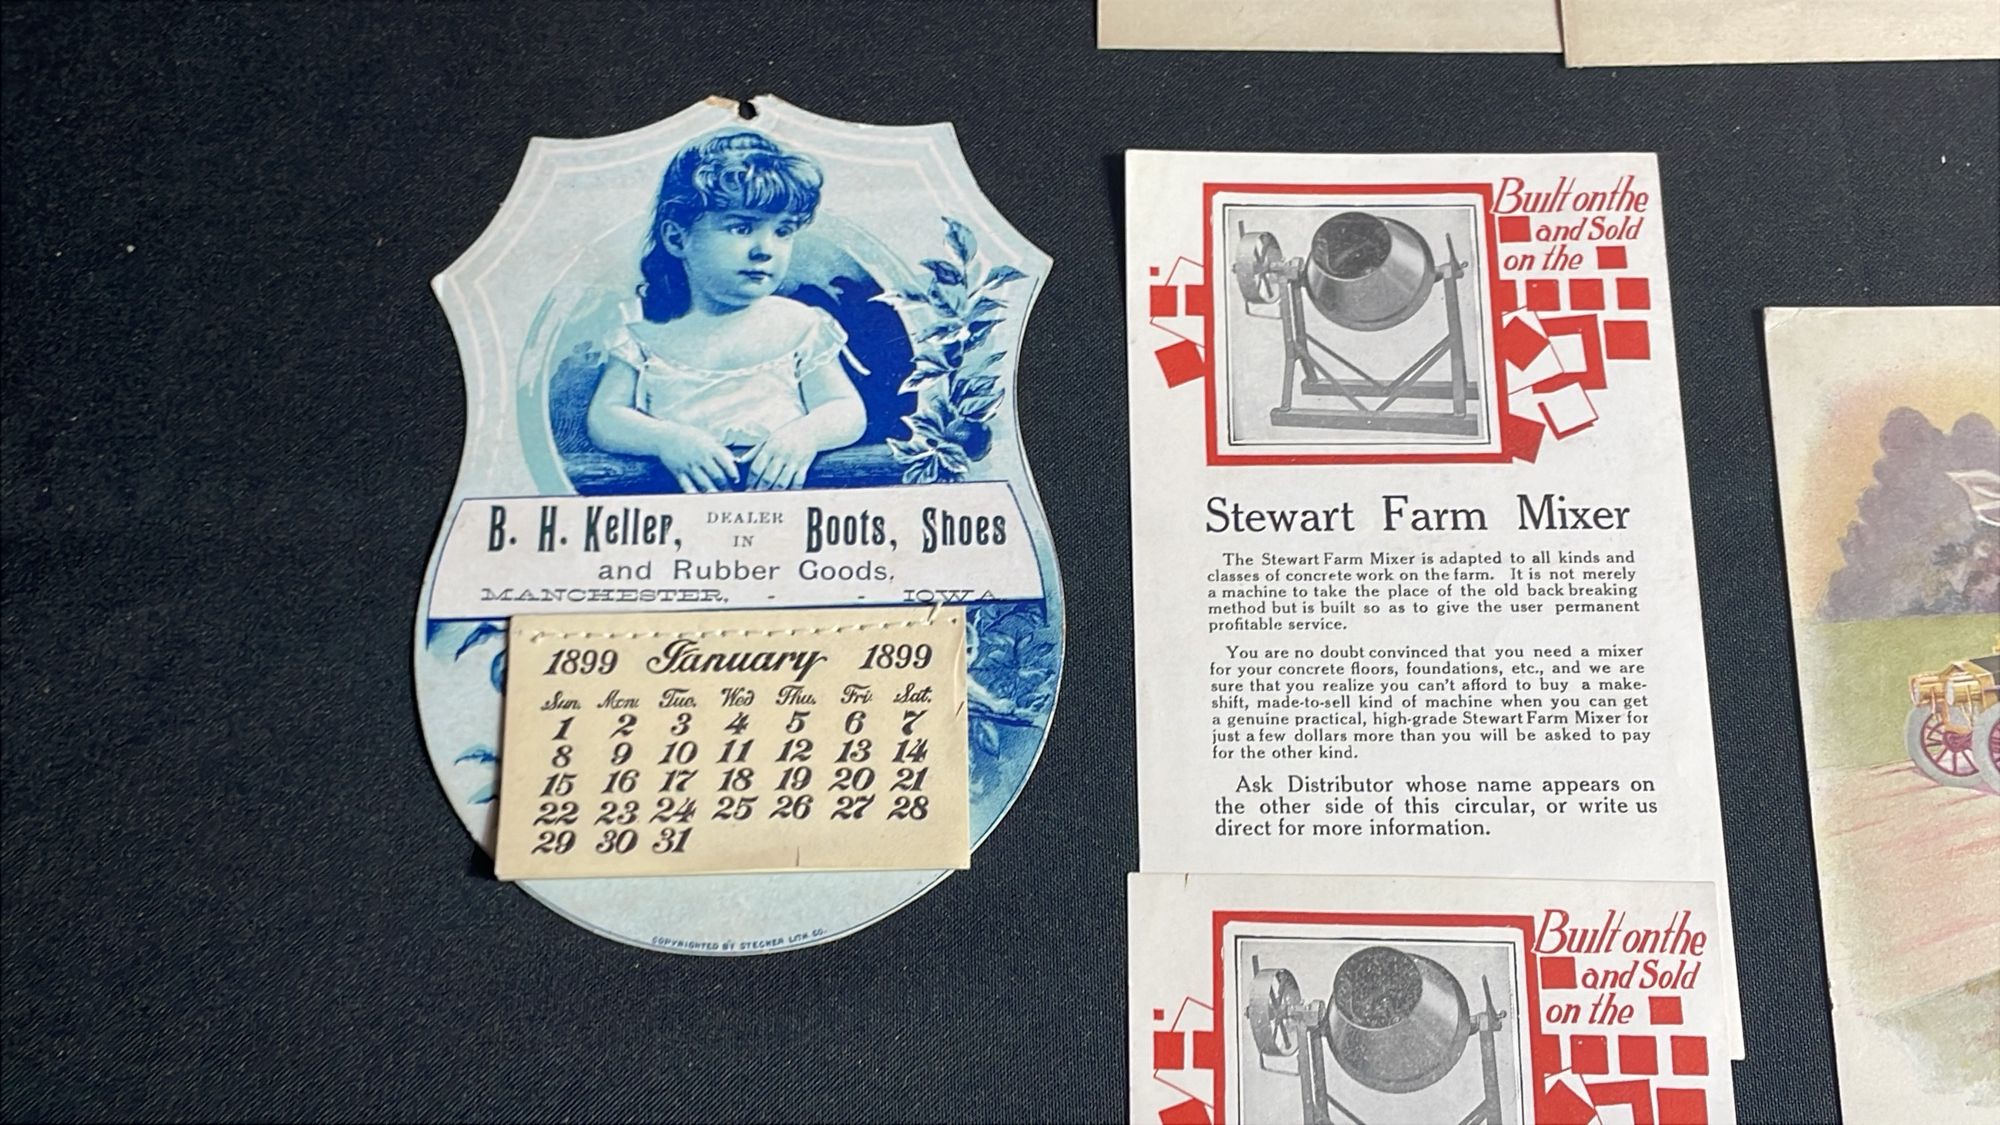 B. H. Keller, DEALER IN Boots, Shoes
and Rubber Goods,
MANCHESTER, - - IOWA
1899 January 1899
Sun. Mon. Tue. Wed Thu. Fri. Sat.
1 2 3 4 5 6 7
8 9 10 11 12 13 14
15 16 17 18 19 20 21
22 23 24 25 26 27 28
29 30 31
COPYRIGHTED BY STECHER LITH. CO.
Built on the
and Sold
on the
Stewart Farm Mixer
The Stewart Farm Mixer is adapted to all kinds and
classes of concrete work on the farm. It is not merely
a machine to take the place of the old back breaking
method but is built so as to give the user permanent
profitable service.
You are no doubt convinced that you need a mixer
for your concrete floors, foundations, etc., and we are
sure that you realize you can't afford to buy a make-
shift, made-to-sell kind of machine when you can get
a genuine practical, high-grade Stewart Farm Mixer for
just a few dollars more than you will be asked to pay
for the other kind.
Ask Distributor whose name appears on
the other side of this circular, or write us
direct for more information.
Built on the
and Sold
on the